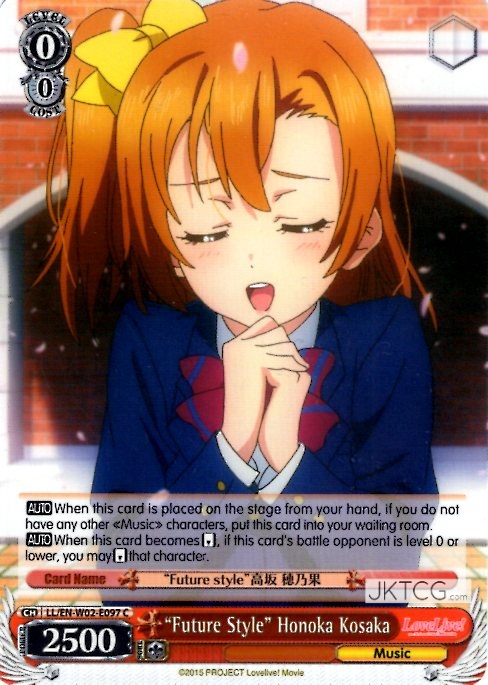 LEVEL
0
0
COST
AUTO When this card is placed on the stage from your hand, if you do not
have any other «Music» characters, put this card into your waiting room.
AUTO When this card becomes [▼], if this card's battle opponent is level 0 or
lower, you may [▼] that character.
Card Name "Future style"高坂 穂乃果
JKTCG.com
CH LL/EN-W02-E097 C
POWER 2500 SOUL "Future Style" Honoka Kosaka LoveLive!
Music
©2015 PROJECT Lovelive! Movie